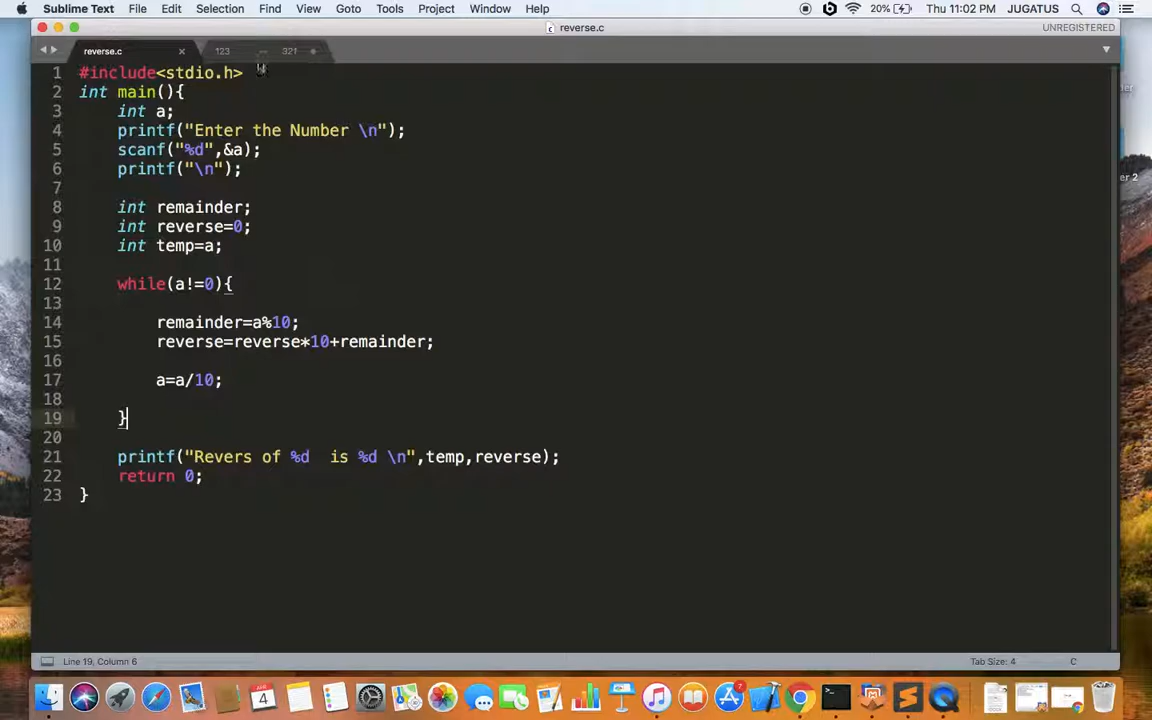 Sublime Text File Edit Selection Find View Goto Tools Project Window Help 20% Thu 11:02 PM JUGATUS
reverse.c UNREGISTERED
reverse.c 123 — 321
1 #include<stdio.h>
2 int main(){
3 int a;
4 printf("Enter the Number \n");
5 scanf("%d",&a);
6 printf("\n");
7
8 int remainder;
9 int reverse=0;
10 int temp=a;
11
12 while(a!=0){
13
14 remainder=a%10;
15 reverse=reverse*10+remainder;
16
17 a=a/10;
18
19 }
20
21 printf("Revers of %d  is %d \n",temp,reverse);
22 return 0;
23 }
Line 19, Column 6 Tab Size: 4 C